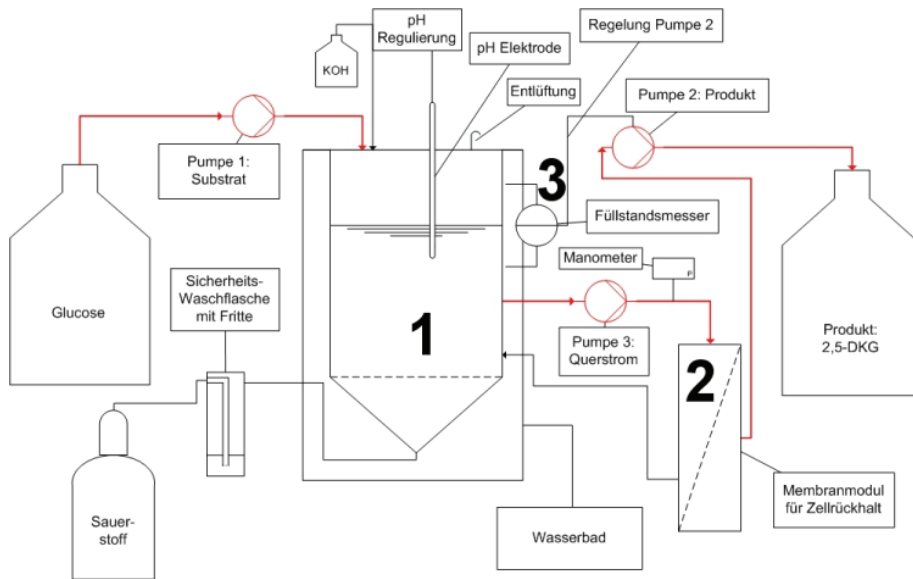 pH
Regulierung
KOH
pH Elektrode
Entlüftung
Regelung Pumpe 2
Pumpe 2: Produkt
Pumpe 1:
Substrat
3
Füllstandsmesser
Manometer
P
Sicherheits-
Waschflasche
mit Fritte
Glucose
1
Pumpe 3:
Querstrom
2
Produkt:
2,5-DKG
Membranmodul
für Zellrückhalt
Sauer-
stoff
Wasserbad